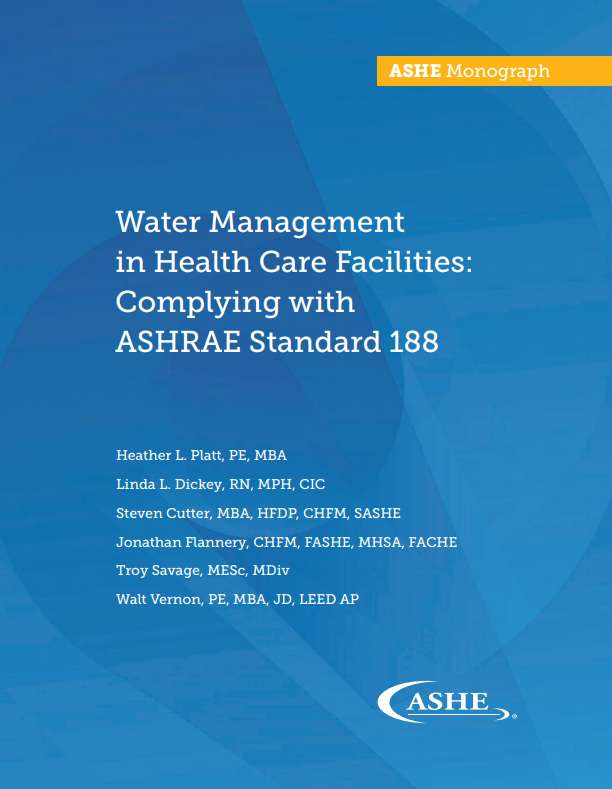 ASHE Monograph
Water Management
in Health Care Facilities:
Complying with
ASHRAE Standard 188
Heather L. Platt, PE, MBA
Linda L. Dickey, RN, MPH, CIC
Steven Cutter, MBA, HFDP, CHFM, SASHE
Jonathan Flannery, CHFM, FASHE, MHSA, FACHE
Troy Savage, MESc, MDiv
Walt Vernon, PE, MBA, JD, LEED AP
ASHE®